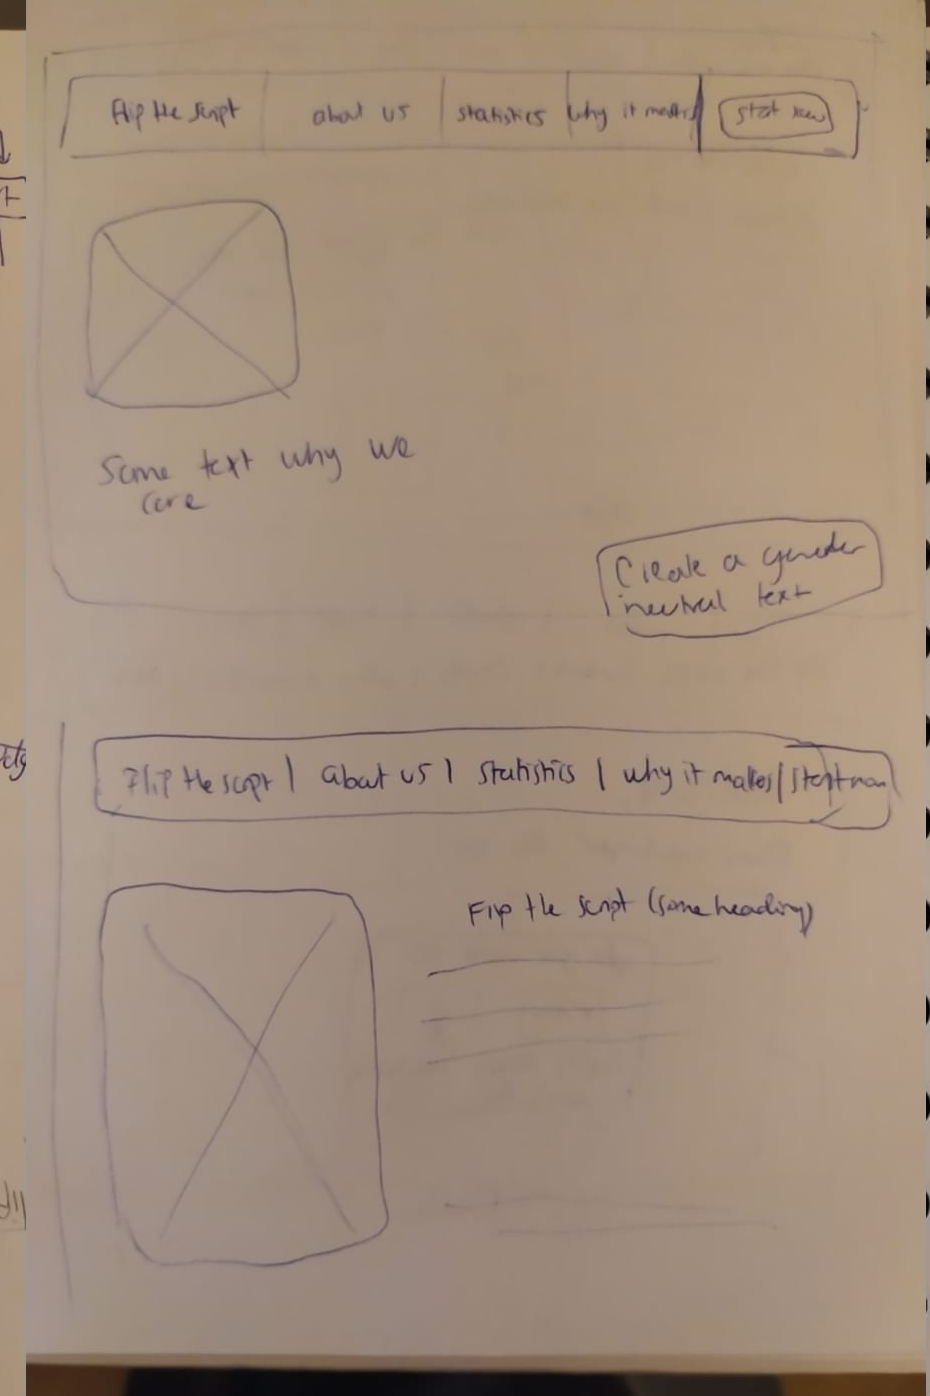 Flip the script about us statistics why it matters start now
Some text why we
care
Create a gender
neutral text
Flip the script | about us | statistics | why it mattes | start now
Flip the script (some heading)